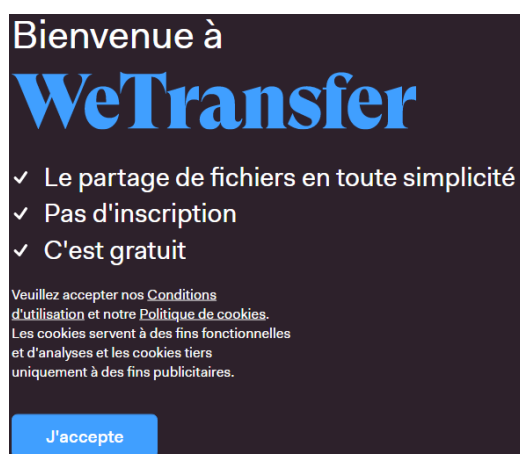 Bienvenue à
WeTransfer
Le partage de fichiers en toute simplicité
Pas d'inscription
C'est gratuit
Veuillez accepter nos Conditions
d'utilisation et notre Politique de cookies.
Les cookies servent à des fins fonctionnelles
et d'analyses et les cookies tiers
uniquement à des fins publicitaires.
J'accepte